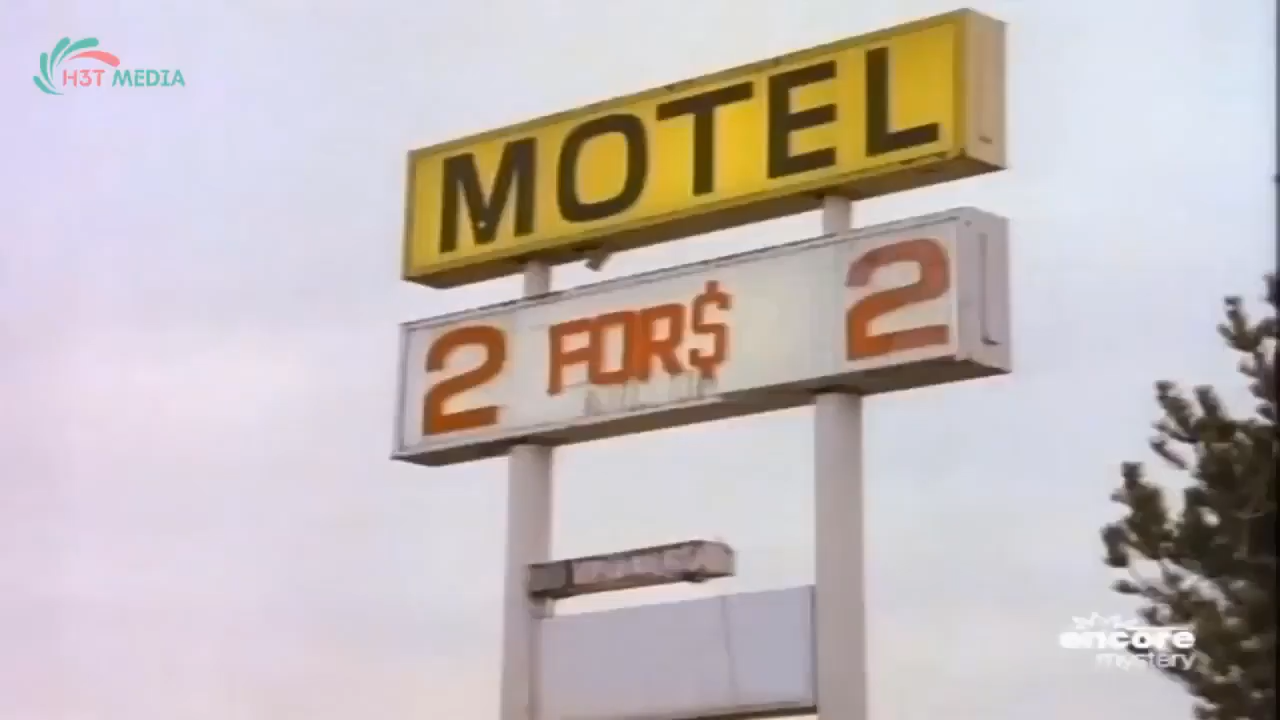 H3T MEDIA
MOTEL
2 FOR$ 2
encore
mystery